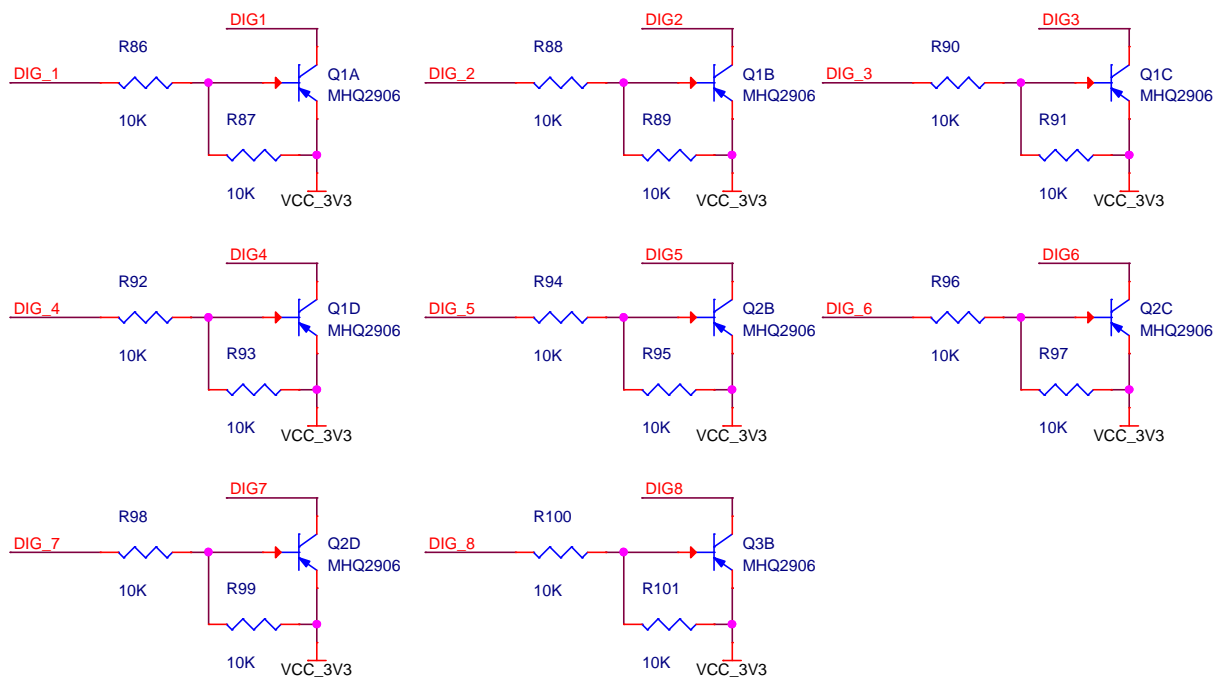 DIG1
R86
DIG_1
Q1A
MHQ2906
10K
R87
10K
VCC_3V3
DIG2
R88
DIG_2
Q1B
MHQ2906
10K
R89
10K
VCC_3V3
DIG3
R90
DIG_3
Q1C
MHQ2906
10K
R91
10K
VCC_3V3
DIG4
R92
DIG_4
Q1D
MHQ2906
10K
R93
10K
VCC_3V3
DIG5
R94
DIG_5
Q2B
MHQ2906
10K
R95
10K
VCC_3V3
DIG6
R96
DIG_6
Q2C
MHQ2906
10K
R97
10K
VCC_3V3
DIG7
R98
DIG_7
Q2D
MHQ2906
10K
R99
10K
VCC_3V3
DIG8
R100
DIG_8
Q3B
MHQ2906
10K
R101
10K
VCC_3V3